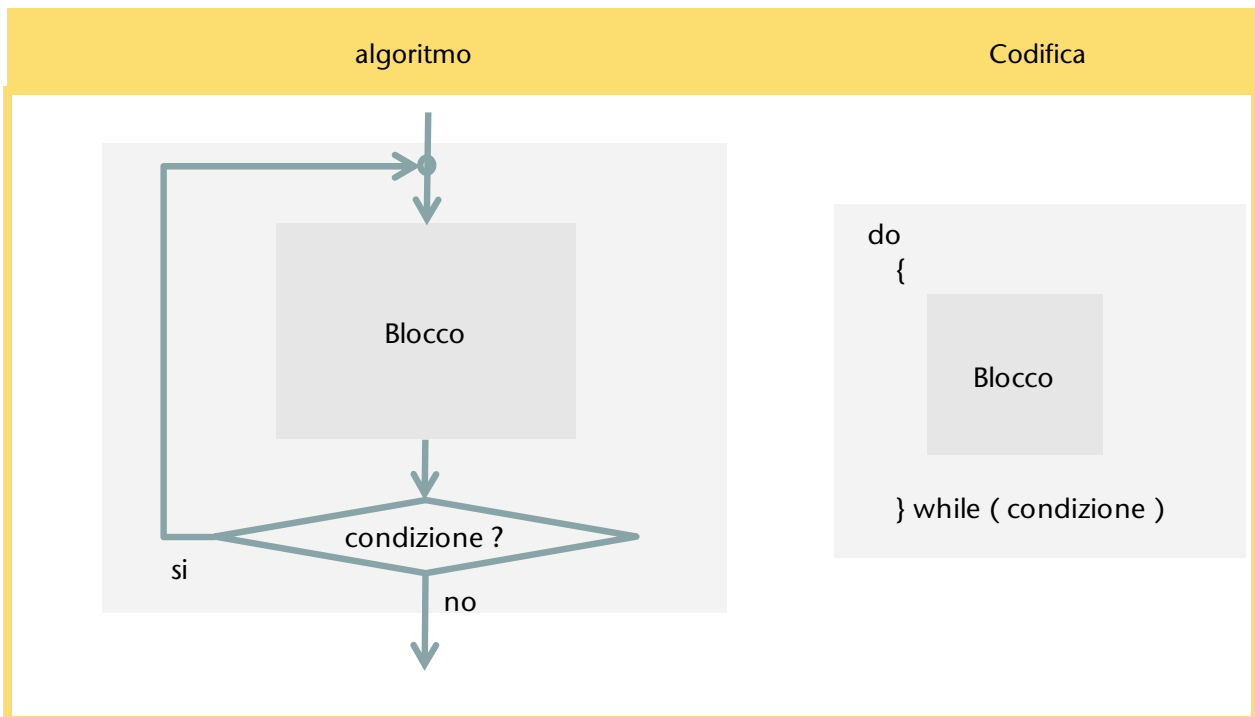 algoritmo
Codifica
Blocco
condizione ?
si
no
do
{
Blocco
} while ( condizione )